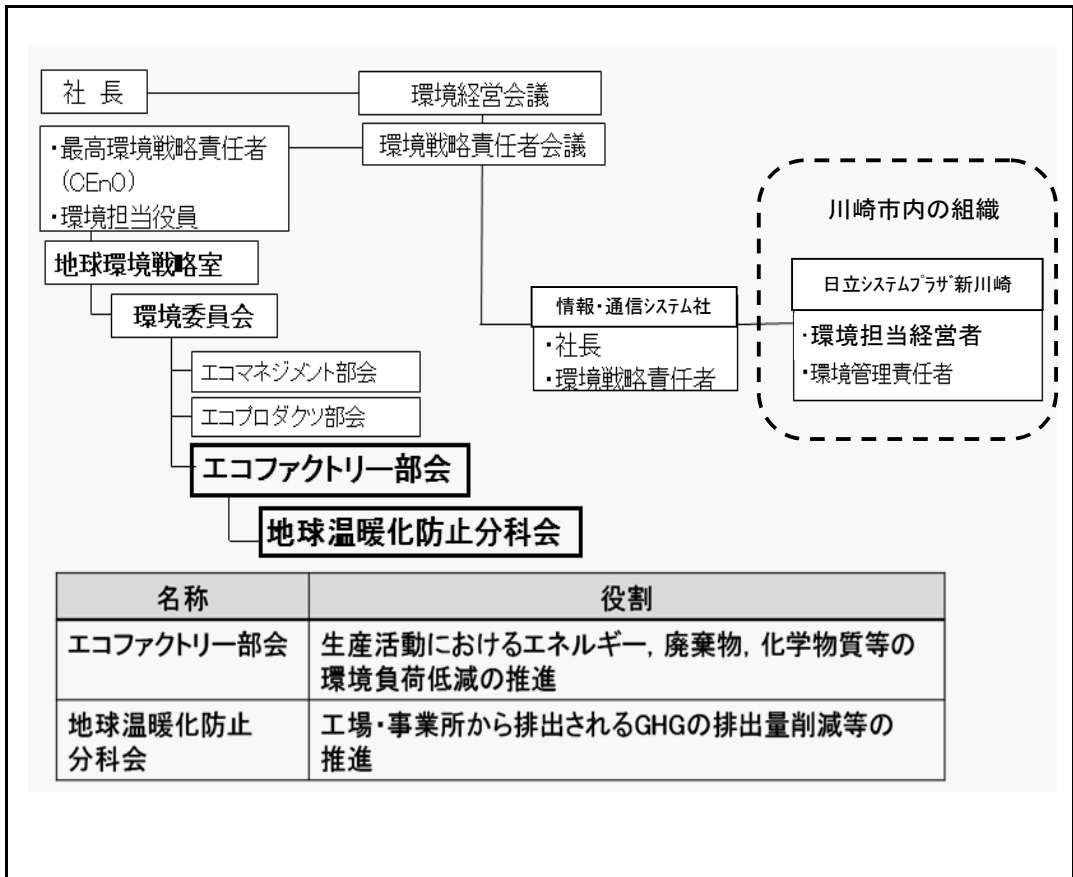 社 長
環境経営会議
・最高環境戦略責任者
(CEnO)
・環境担当役員
環境戦略責任者会議
地球環境戦略室
環境委員会
エコマネジメント部会
エコプロダクツ部会
エコファクトリー部会
地球温暖化防止分科会
情報・通信システム社
・社長
・環境戦略責任者
川崎市内の組織
日立システムプラザ新川崎
・環境担当経営者
・環境管理責任者
名称
役割
エコファクトリー部会
生産活動におけるエネルギー，廃棄物，化学物質等の
環境負荷低減の推進
地球温暖化防止
分科会
工場・事業所から排出されるGHGの排出量削減等の
推進